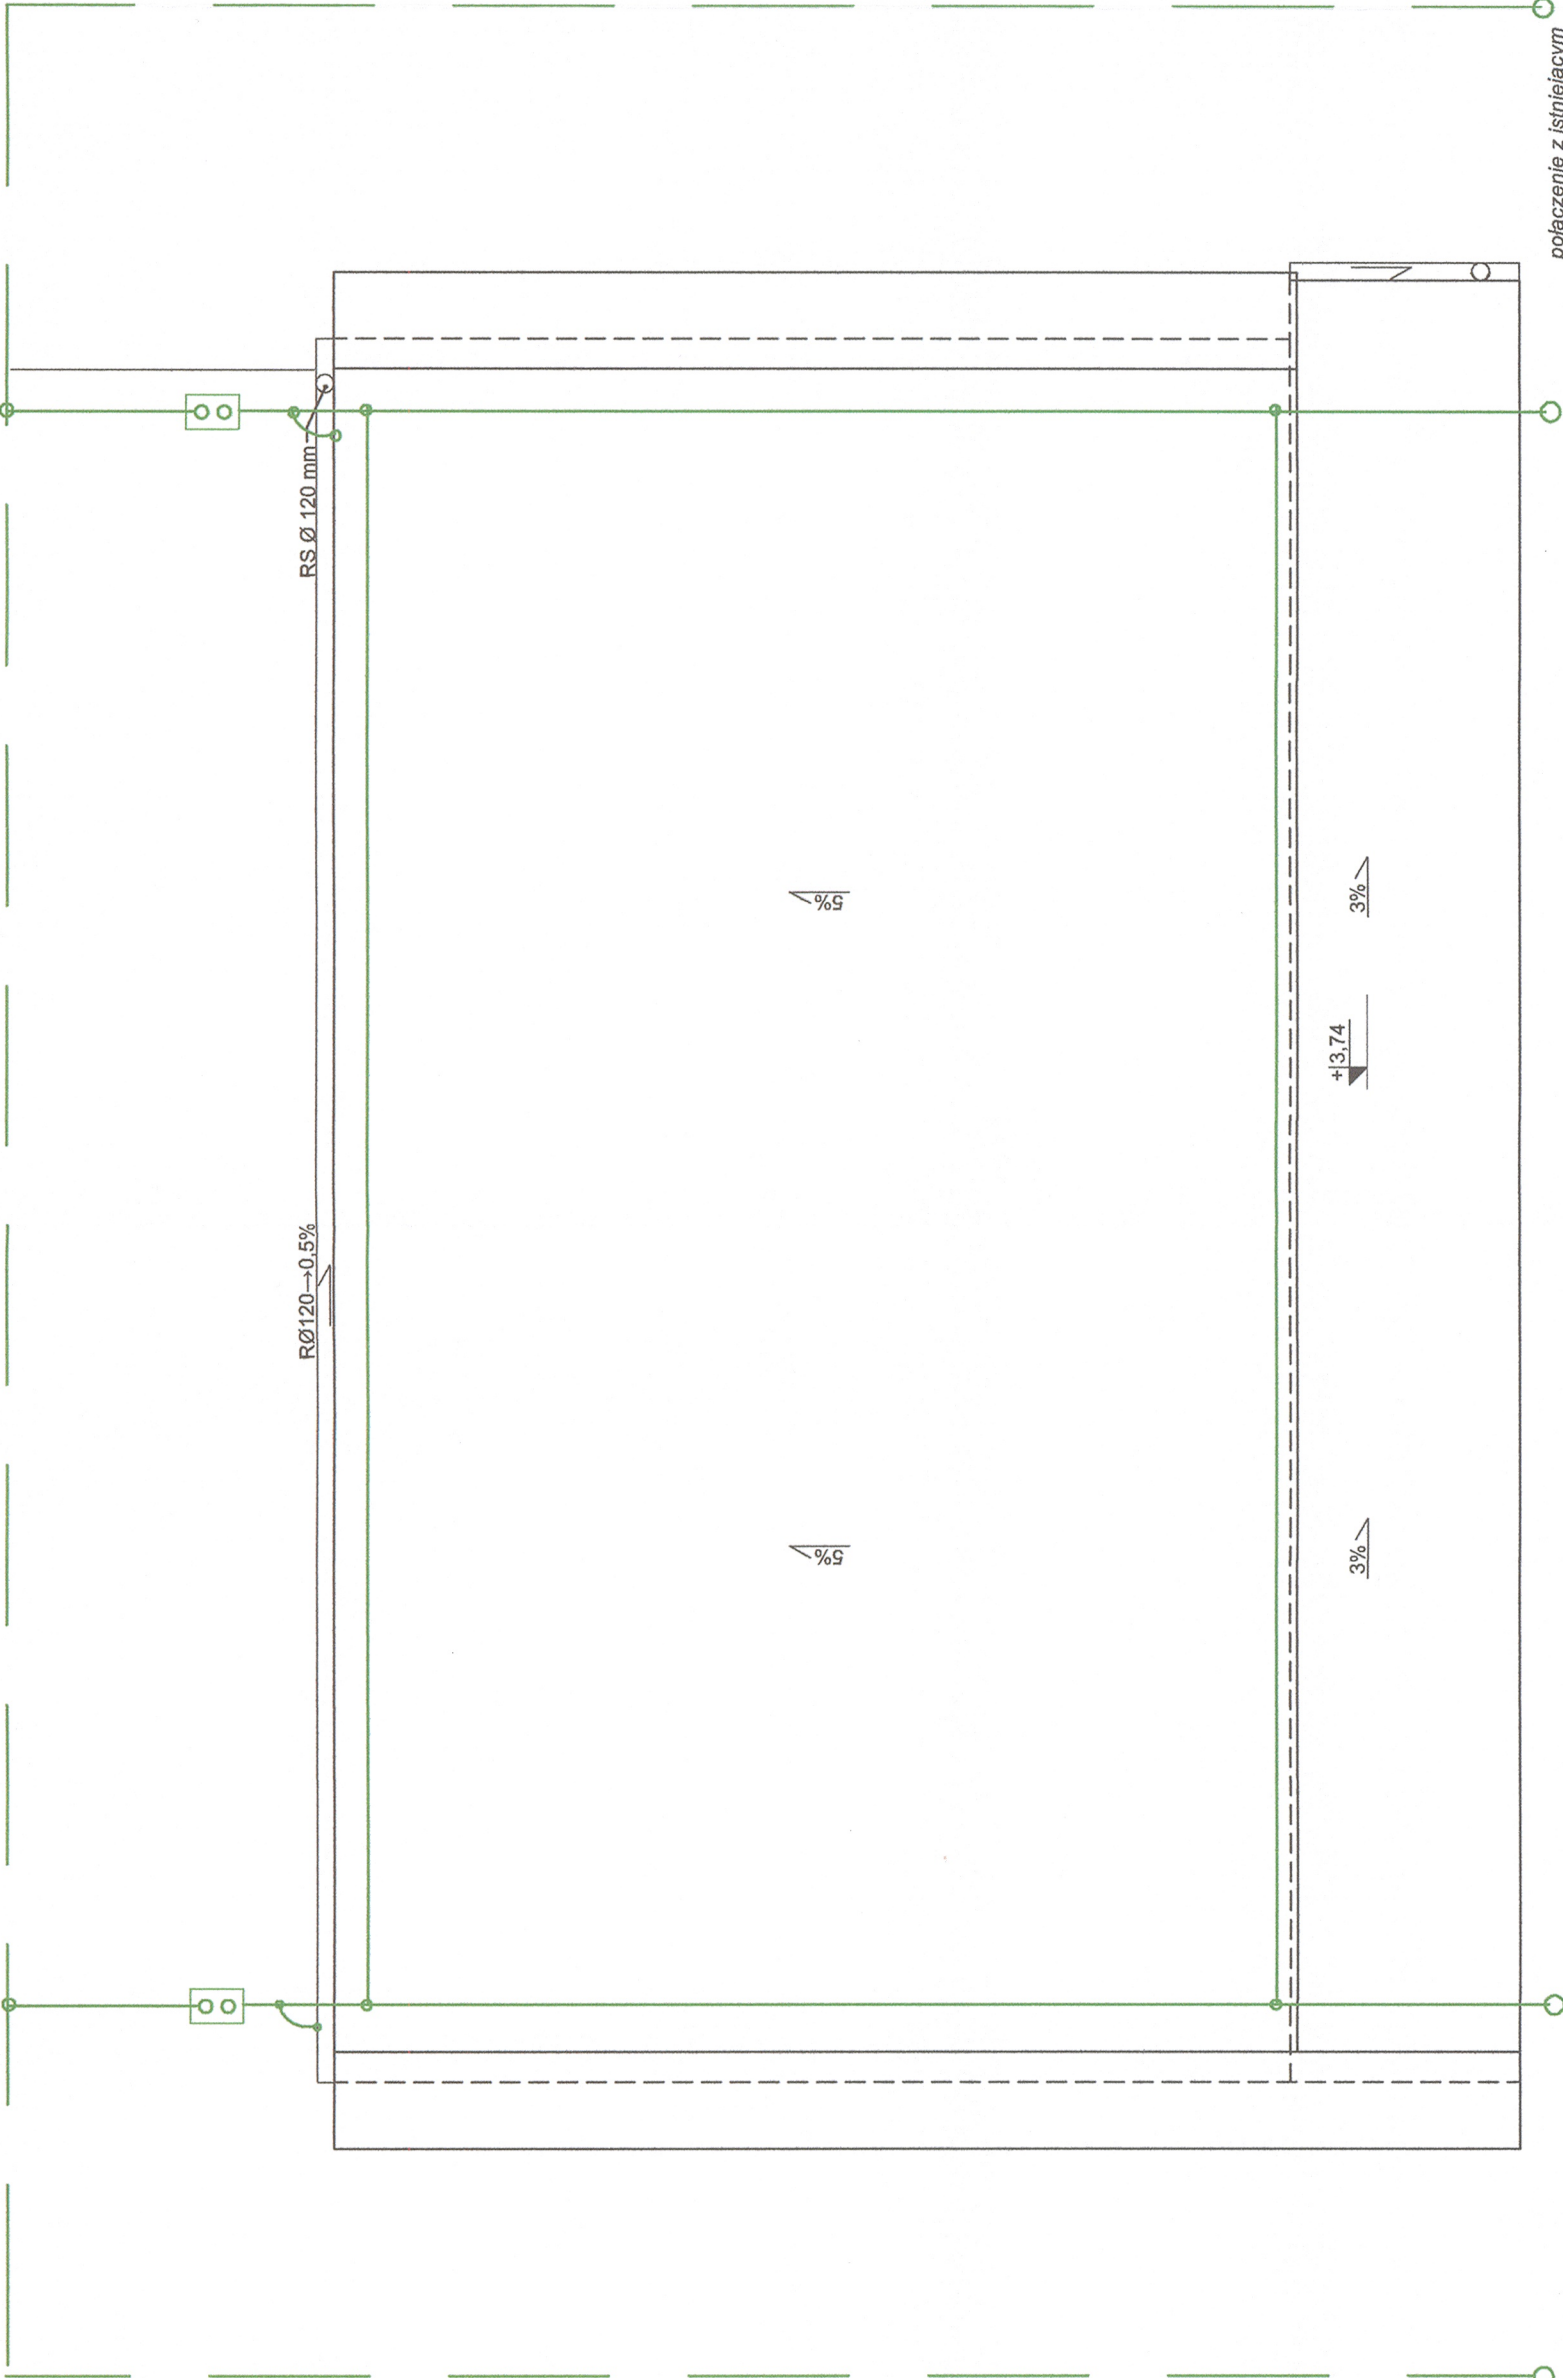 połączenie z istniejącym
RS Ø 120 mm
5%
3%
+3,74
RØ120→0,5%
5%
3%